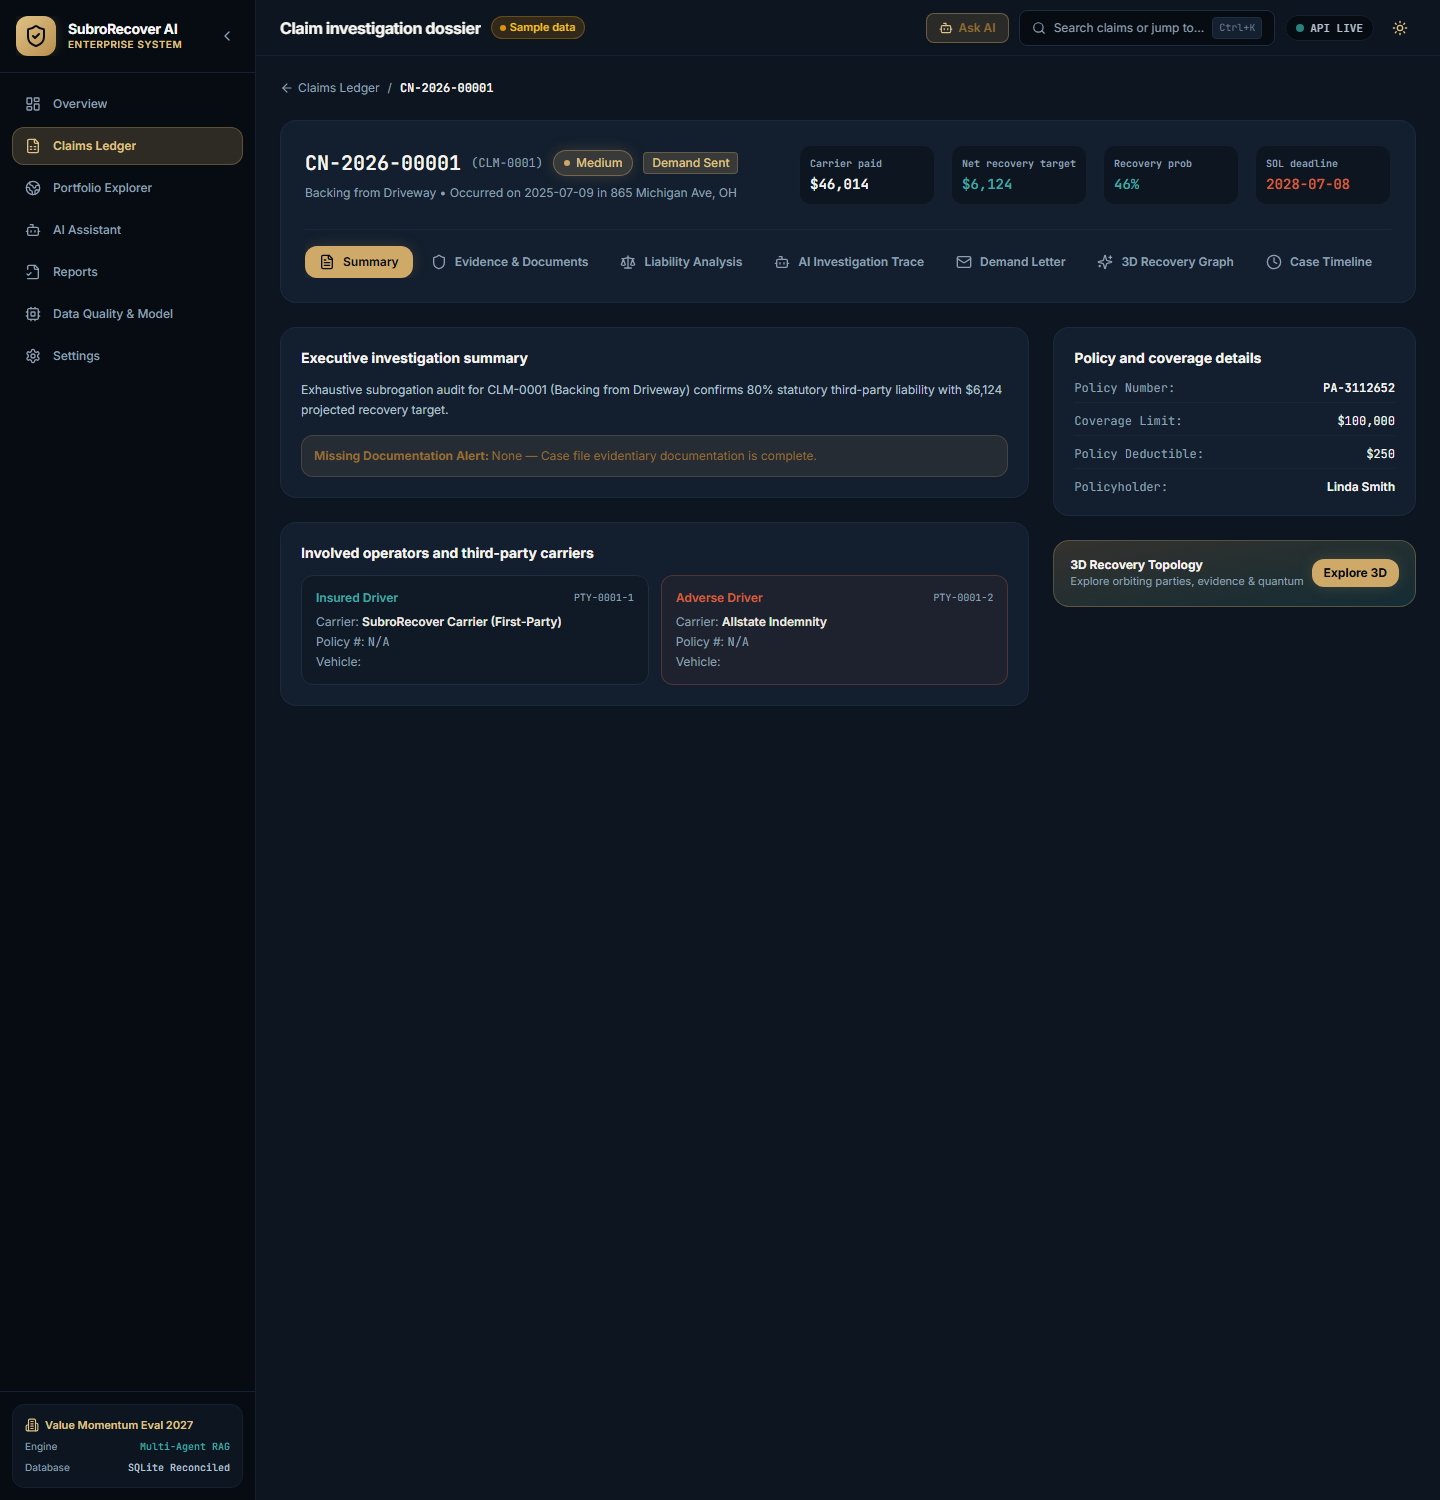 SubroRecover AI
ENTERPRISE SYSTEM
Overview
Claims Ledger
Portfolio Explorer
AI Assistant
Reports
Data Quality & Model
Settings
Value Momentum Eval 2027
Engine Multi-Agent RAG
Database SQLite Reconciled
Claim investigation dossier Sample data
Ask AI Search claims or jump to... Ctrl+K API LIVE
Claims Ledger / CN-2026-00001
CN-2026-00001 (CLM-0001) Medium Demand Sent
Backing from Driveway • Occurred on 2025-07-09 in 865 Michigan Ave, OH
Carrier paid
$46,014
Net recovery target
$6,124
Recovery prob
46%
SOL deadline
2028-07-08
Summary Evidence & Documents Liability Analysis AI Investigation Trace Demand Letter 3D Recovery Graph Case Timeline
Executive investigation summary
Exhaustive subrogation audit for CLM-0001 (Backing from Driveway) confirms 80% statutory third-party liability with $6,124
projected recovery target.
Missing Documentation Alert: None — Case file evidentiary documentation is complete.
Involved operators and third-party carriers
Insured Driver PTY-0001-1
Carrier: SubroRecover Carrier (First-Party)
Policy #: N/A
Vehicle:
Adverse Driver PTY-0001-2
Carrier: Allstate Indemnity
Policy #: N/A
Vehicle:
Policy and coverage details
Policy Number: PA-3112652
Coverage Limit: $100,000
Policy Deductible: $250
Policyholder: Linda Smith
3D Recovery Topology
Explore orbiting parties, evidence & quantum
Explore 3D